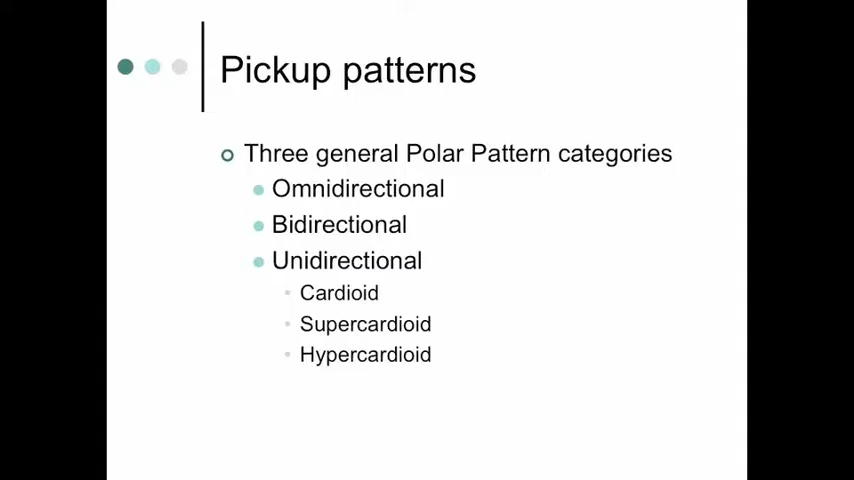 Pickup patterns
Three general Polar Pattern categories
Omnidirectional
Bidirectional
Unidirectional
Cardioid
Supercardioid
Hypercardioid